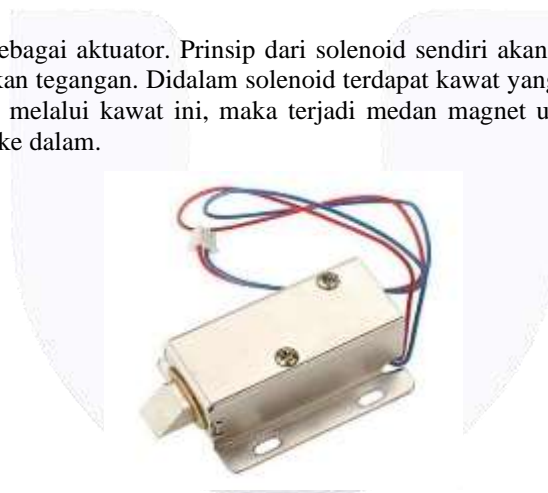 ebagai aktuator. Prinsip dari solenoid sendiri akan
kan tegangan. Didalam solenoid terdapat kawat yang
melalui kawat ini, maka terjadi medan magnet u
ke dalam.